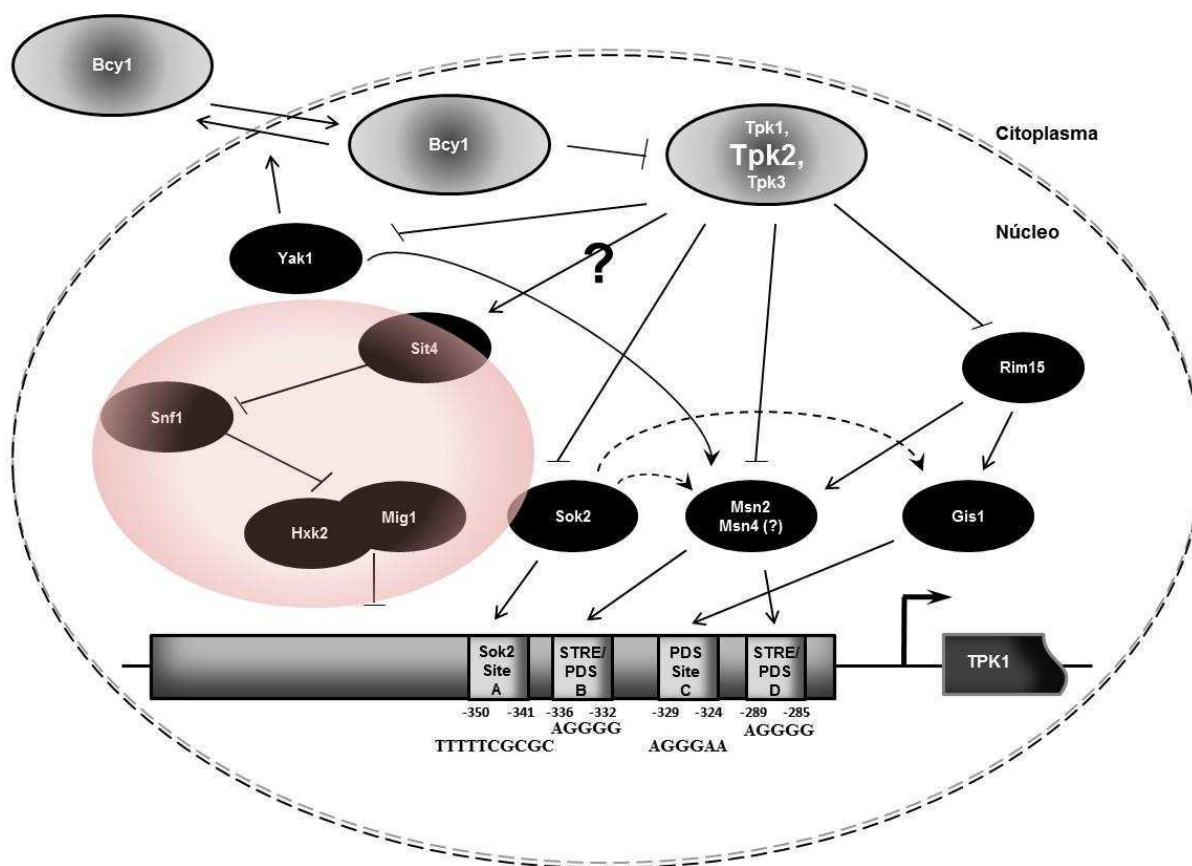 Bcy1
Bcy1
Tpk1,
Tpk2,
Tpk3
Citoplasma
Núcleo
Yak1
?
Sit4
Rim15
Snf1
Hxk2
Mig1
Sok2
Msn2
Msn4 (?)
Gis1
Sok2
Site
A
STRE/
PDS
B
PDS
Site
C
STRE/
PDS
D
TPK1
-350 -341 -336 -332 -329 -324 -289 -285
TTTTTCGCGC
AGGGG
AGGGAA
AGGGG